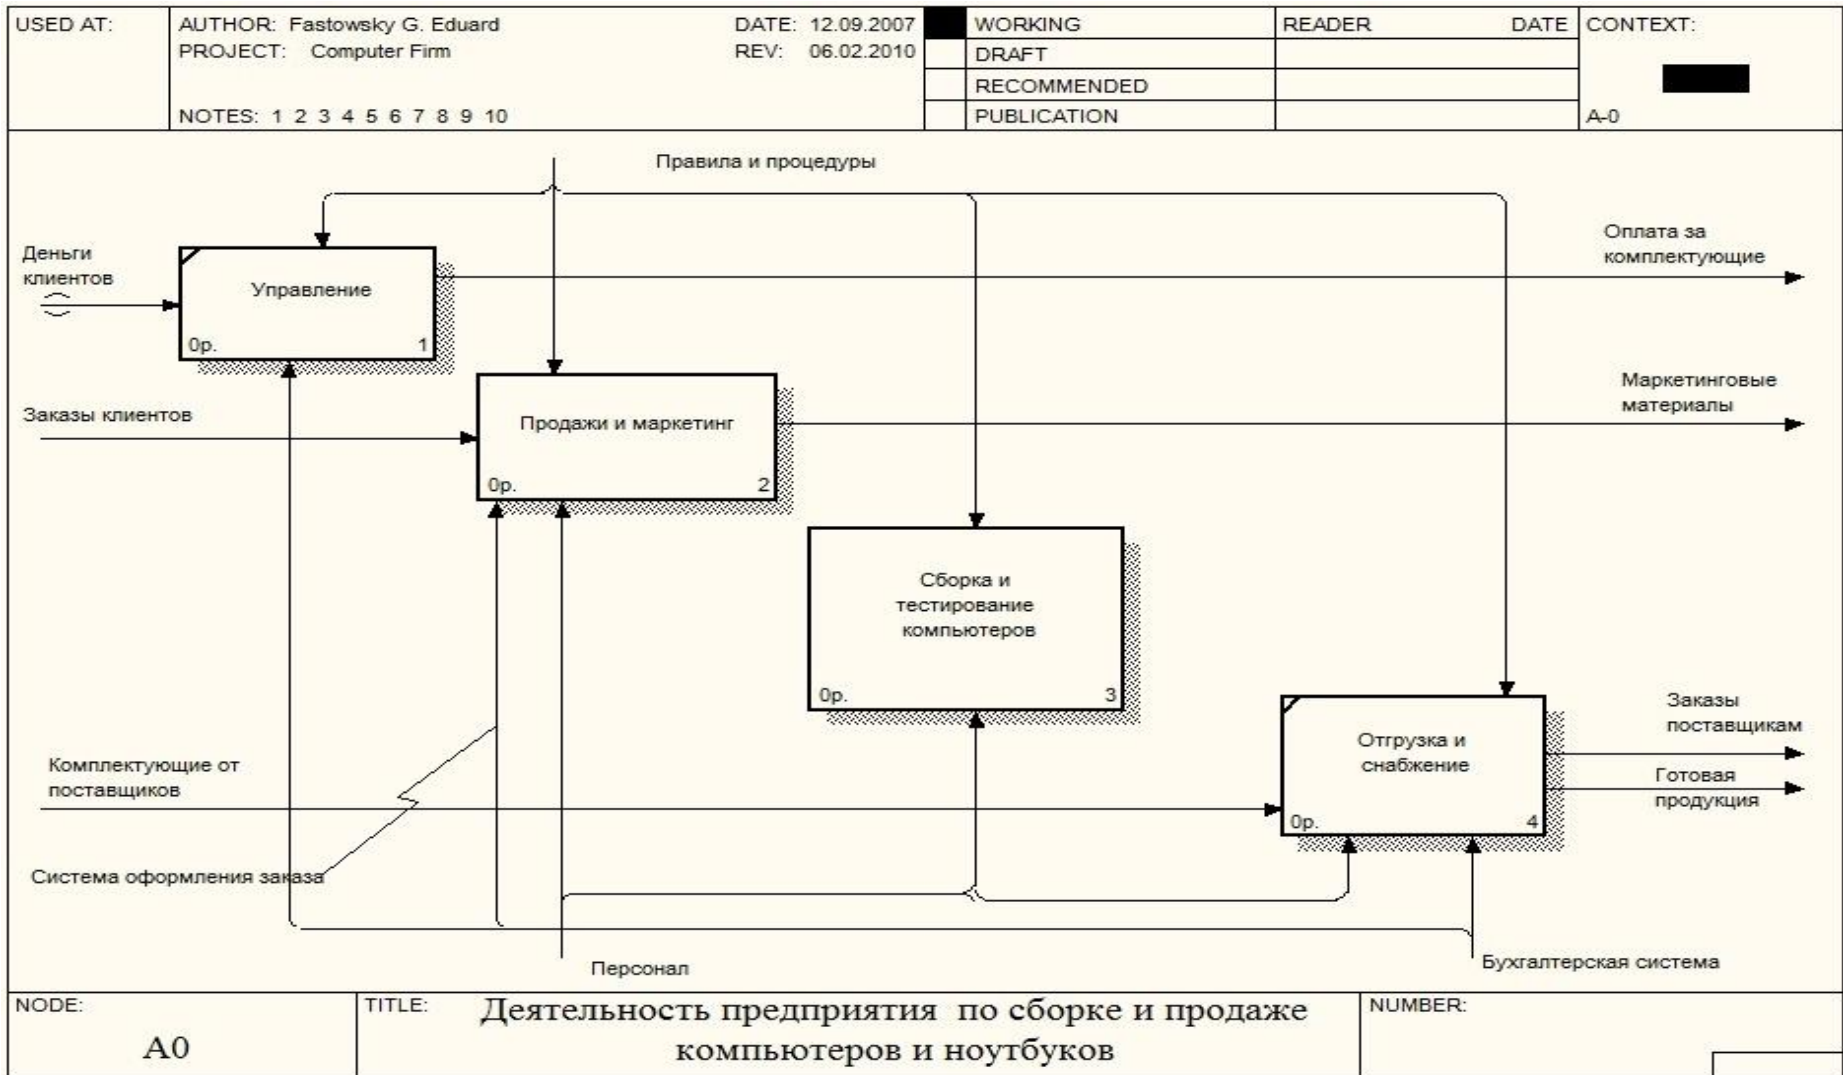 USED AT:
AUTHOR: Fastowsky G. Eduard
DATE: 12.09.2007
PROJECT: Computer Firm
REV: 06.02.2010
NOTES: 1 2 3 4 5 6 7 8 9 10
WORKING
DRAFT
RECOMMENDED
PUBLICATION
READER
DATE
CONTEXT:
A-0
Правила и процедуры
Деньги
клиентов
Управление
0р.
1
Оплата за
комплектующие
Заказы клиентов
Продажи и маркетинг
0р.
2
Маркетинговые
материалы
Сборка и
тестирование
компьютеров
0р.
3
Комплектующие от
поставщиков
Отгрузка и
снабжение
0р.
4
Заказы
поставщикам
Готовая
продукция
Система оформления заказа
Персонал
Бухгалтерская система
NODE:
A0
TITLE:
Деятельность предприятия по сборке и продаже
компьютеров и ноутбуков
NUMBER: